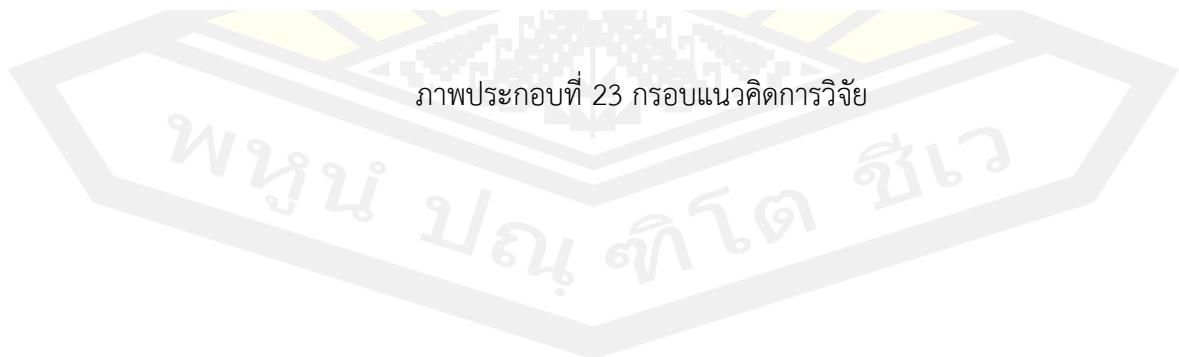 ภาพประกอบที่ 23 กรอบแนวคิดการวิจัย
พหูนํ ปณฺฑิโต ชีเว